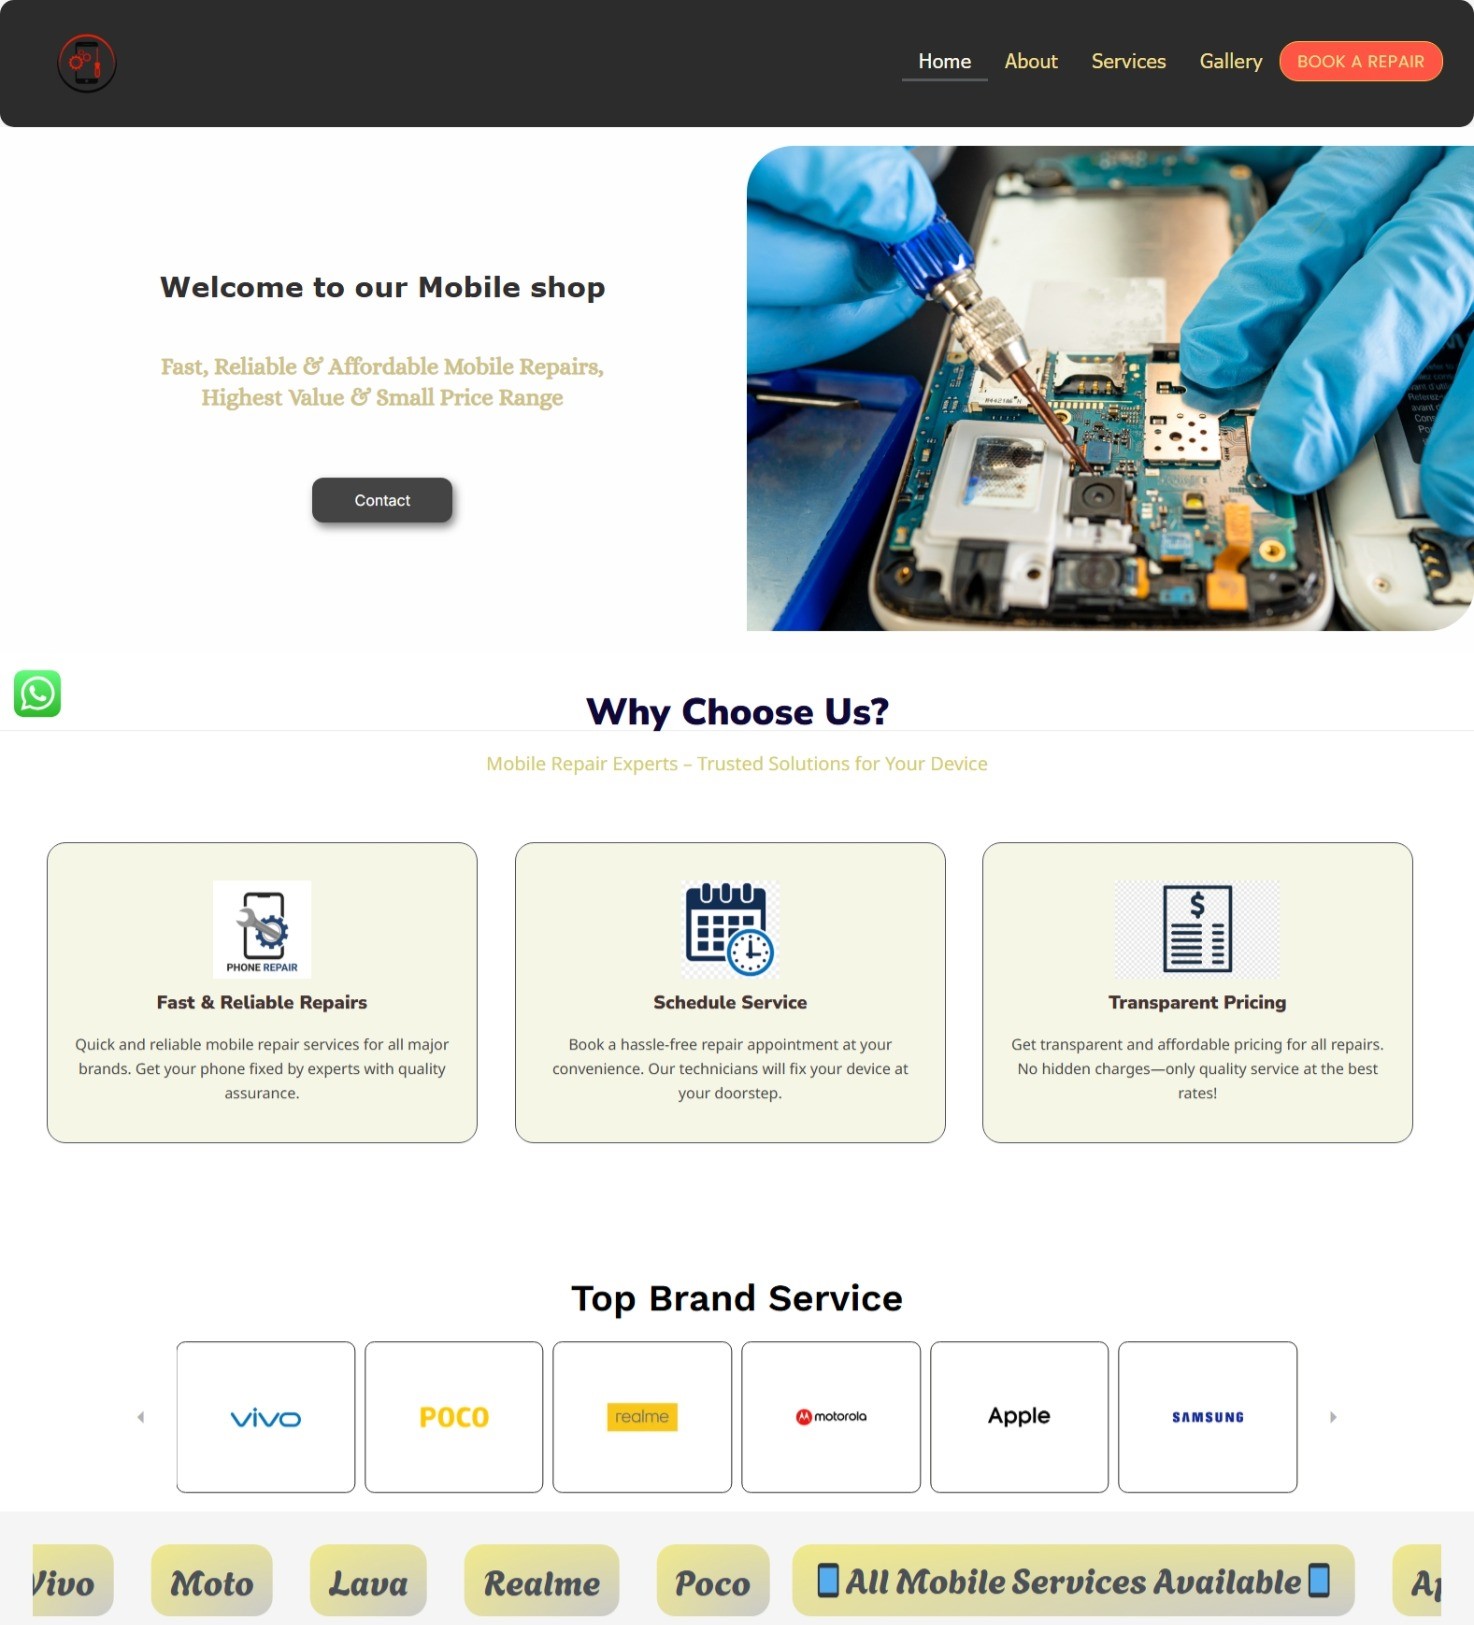 Home About Services Gallery BOOK A REPAIR
Welcome to our Mobile shop
Fast, Reliable & Affordable Mobile Repairs,
Highest Value & Small Price Range
Contact
Why Choose Us?
Mobile Repair Experts – Trusted Solutions for Your Device
PHONE REPAIR
Fast & Reliable Repairs
Quick and reliable mobile repair services for all major
brands. Get your phone fixed by experts with quality
assurance.
Schedule Service
Book a hassle-free repair appointment at your
convenience. Our technicians will fix your device at
your doorstep.
$
Transparent Pricing
Get transparent and affordable pricing for all repairs.
No hidden charges—only quality service at the best
rates!
Top Brand Service
vivo
POCO
realme
motorola
Apple
SAMSUNG
Vivo Moto Lava Realme Poco All Mobile Services Available